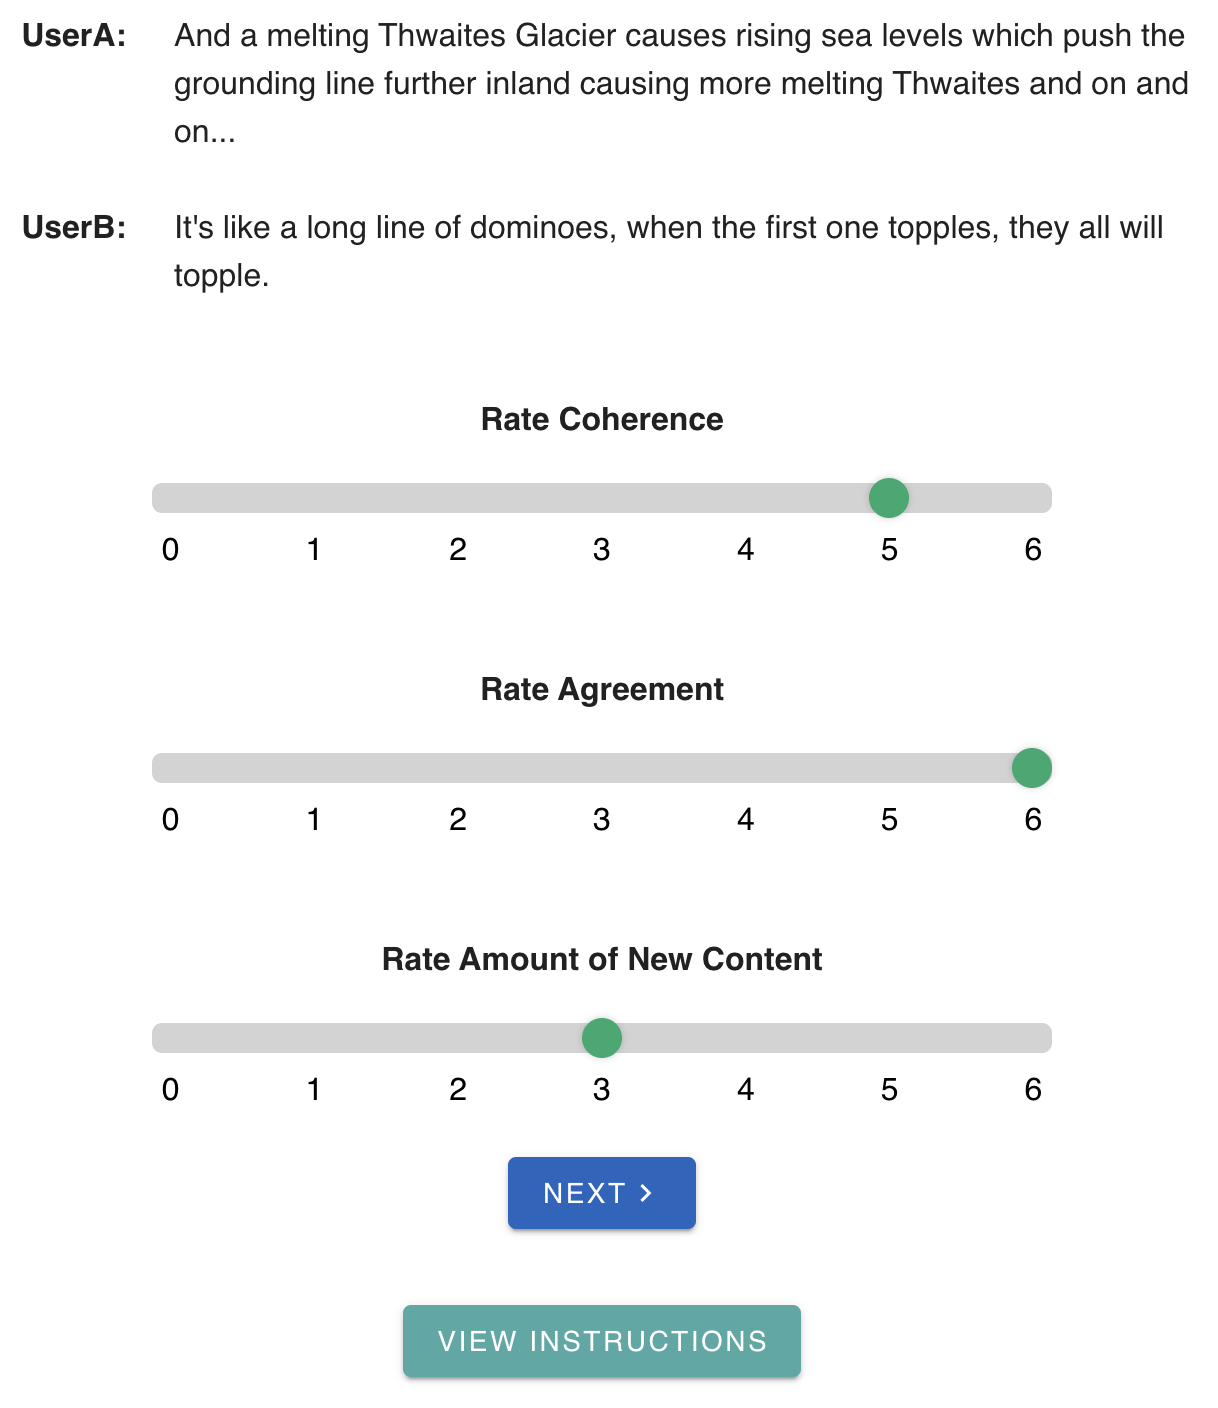 UserA: And a melting Thwaites Glacier causes rising sea levels which push the
grounding line further inland causing more melting Thwaites and on and
on...
UserB: It's like a long line of dominoes, when the first one topples, they all will
topple.
Rate Coherence
0 1 2 3 4 5 6
Rate Agreement
0 1 2 3 4 5 6
Rate Amount of New Content
0 1 2 3 4 5 6
NEXT >
VIEW INSTRUCTIONS